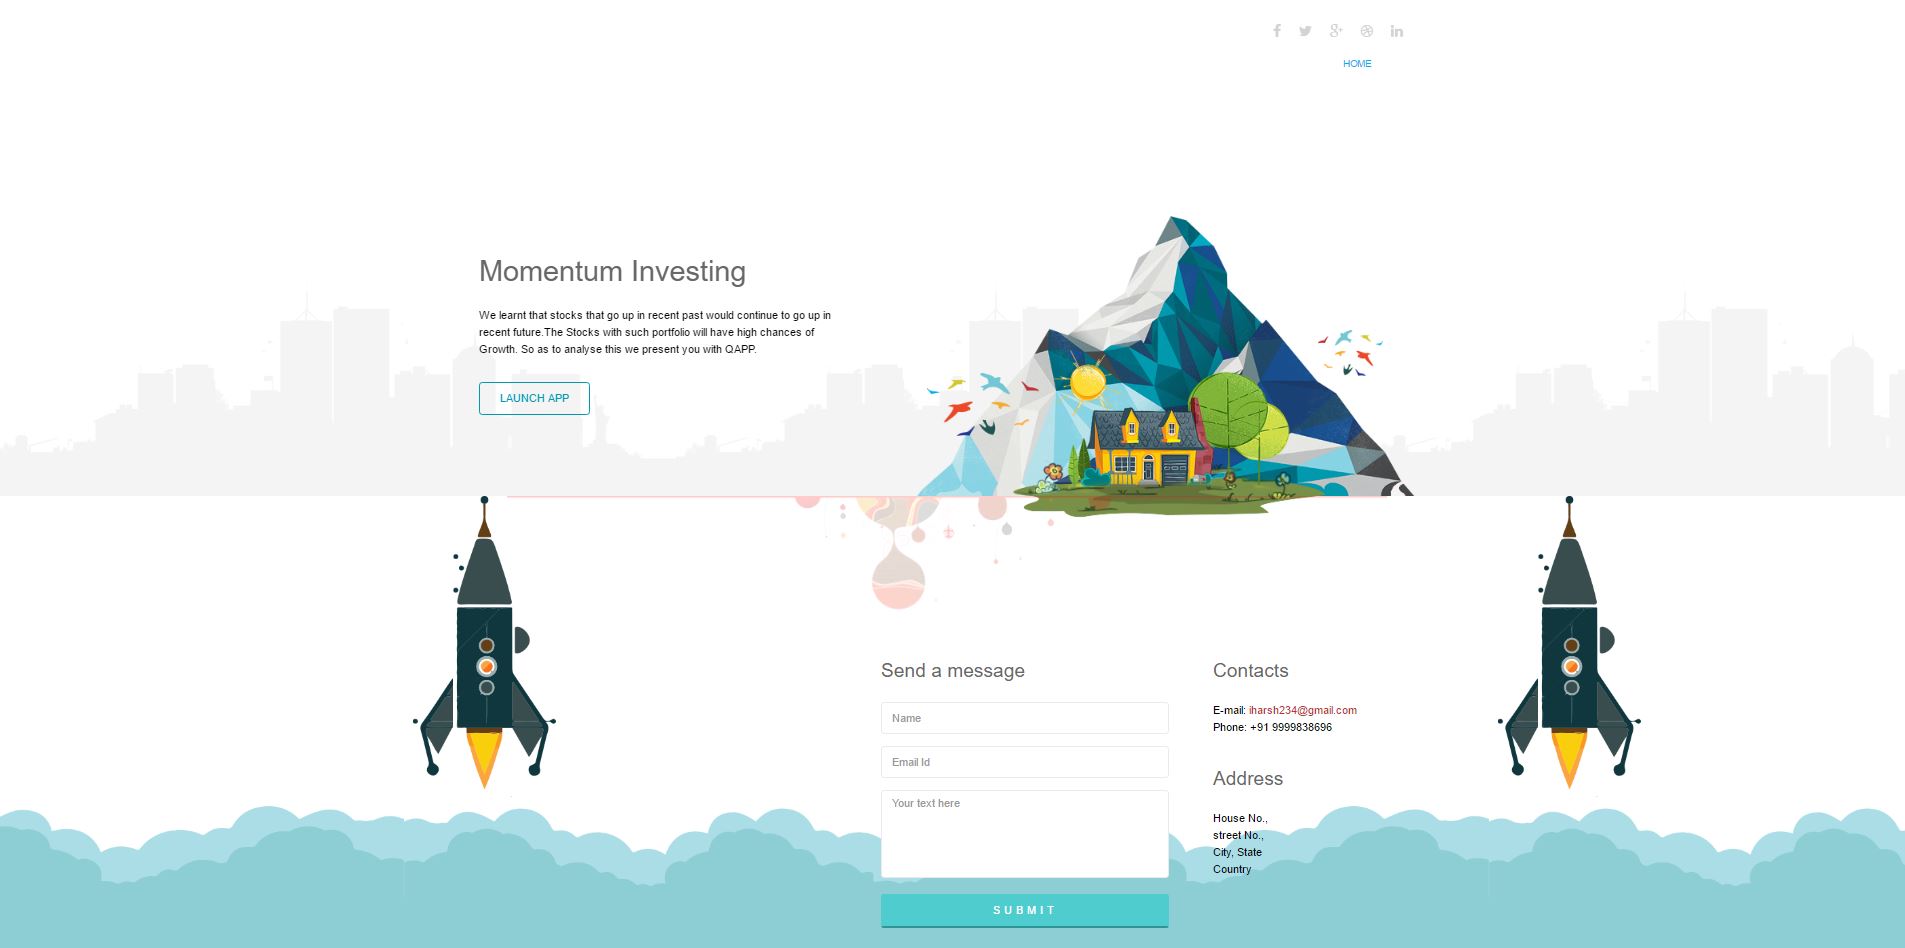 HOME
Momentum Investing
We learnt that stocks that go up in recent past would continue to go up in
recent future.The Stocks with such portfolio will have high chances of
Growth. So as to analyse this we present you with QAPP.
LAUNCH APP
Send a message
Name
Email Id
Your text here
SUBMIT
Contacts
E-mail: iharsh234@gmail.com
Phone: +91 9999838696
Address
House No.,
street No.,
City, State
Country